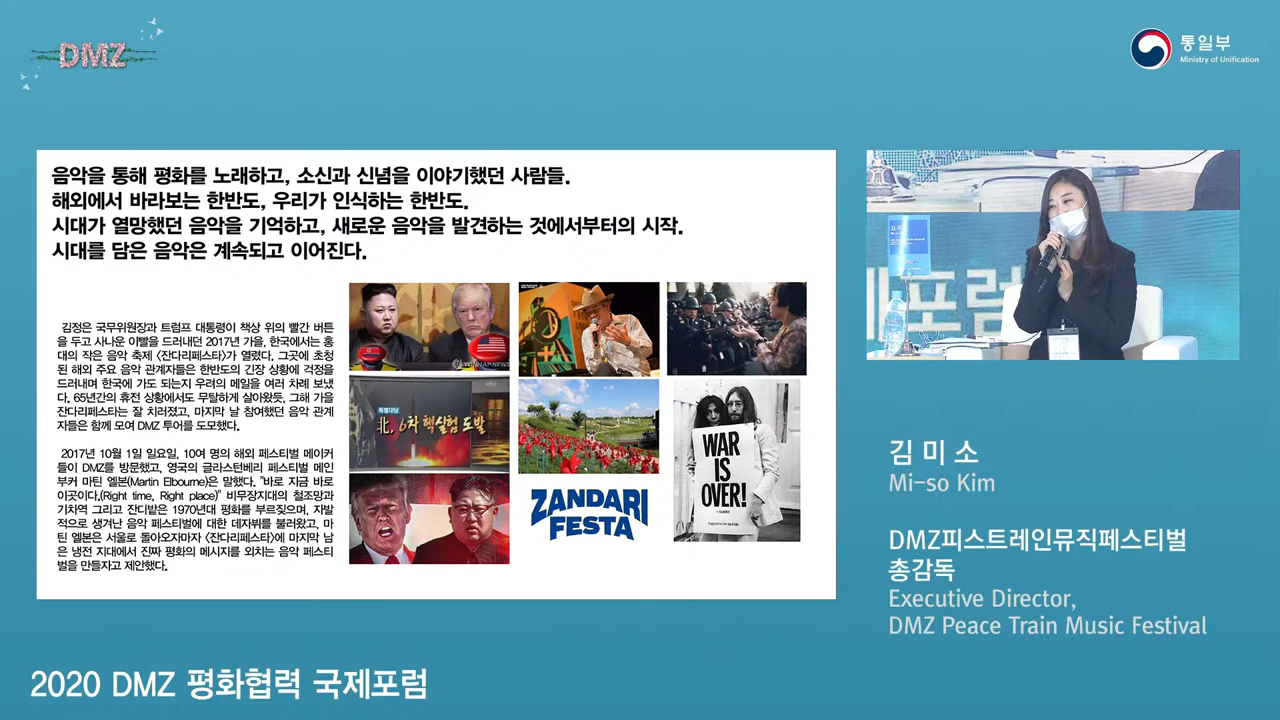 DMZ
통일부
Ministry of Unification
음악을 통해 평화를 노래하고, 소신과 신념을 이야기했던 사람들.
해외에서 바라보는 한반도, 우리가 인식하는 한반도.
시대가 열망했던 음악을 기억하고, 새로운 음악을 발견하는 것에서부터의 시작.
시대를 담은 음악은 계속되고 이어진다.
김정은 국무위원장과 트럼프 대통령이 책상 위의 빨간 버튼
을 두고 사나운 이빨을 드러내던 2017년 가을, 한국에서는 홍
대의 작은 음악 축제 <잔다리페스타>가 열렸다. 그곳에 초청
된 해외 주요 음악 관계자들은 한반도의 긴장 상황에 걱정을
드러내며 한국에 가도 되는지 우려의 메일을 여러 차례 보냈
다. 65년간의 휴전 상황에서도 무탈하게 살아왔듯, 그해 가을
잔다리페스타는 잘 치러졌고, 마지막 날 참여했던 음악 관계
자들은 함께 모여 DMZ 투어를 도모했다.
2017년 10월 1일 일요일, 10여 명의 해외 페스티벌 메이커
들이 DMZ를 방문했고, 영국의 글라스턴베리 페스티벌 메인
부커 마틴 엘본(Martin Elbourne)은 말했다. "바로 지금 바로
이곳이다.(Right time, Right place)" 비무장지대의 철조망과
기차역 그리고 잔디밭은 1970년대 평화를 부르짖으며, 자발
적으로 생겨난 음악 페스티벌에 대한 데자뷰를 불러왔고, 마
틴 엘본은 서울로 돌아오자마자 <잔다리페스타>에 마지막 남
은 냉전 지대에서 진짜 평화의 메시지를 외치는 음악 페스티
벌을 만들자고 제안했다.
YONHAP NEWS
특별대담
北, 6차 핵실험 도발
ZANDARI
FESTA
WAR
IS
OVER!
김미
포럼
김 미 소
Mi-so Kim
DMZ피스트레인뮤직페스티벌
총감독
Executive Director,
DMZ Peace Train Music Festival
2020 DMZ 평화협력 국제포럼